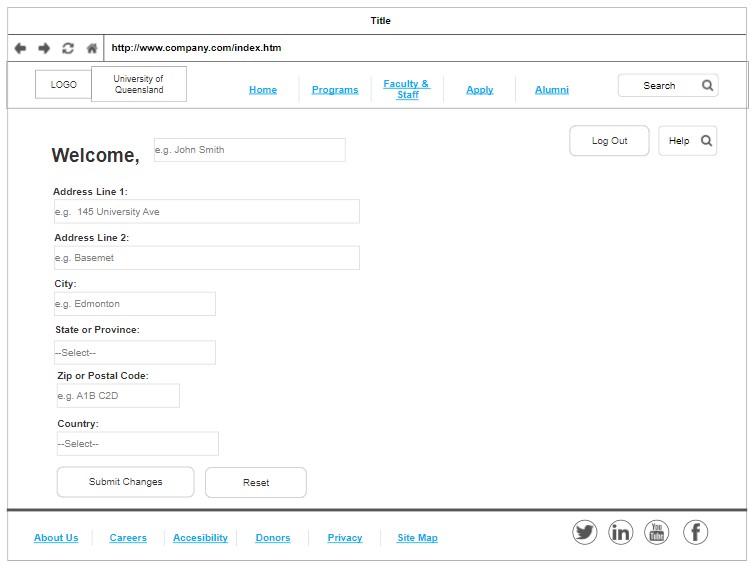 Title
http://www.company.com/index.htm
LOGO
University of
Queensland
Home
Programs
Faculty &
Staff
Apply
Alumni
Search
Log Out
Help
Welcome,
e.g. John Smith
Address Line 1:
e.g.  145 University Ave
Address Line 2:
e.g. Basemet
City:
e.g. Edmonton
State or Province:
--Select--
Zip or Postal Code:
e.g. A1B C2D
Country:
--Select--
Submit Changes
Reset
About Us
Careers
Accesibility
Donors
Privacy
Site Map
in
You
Tube
f